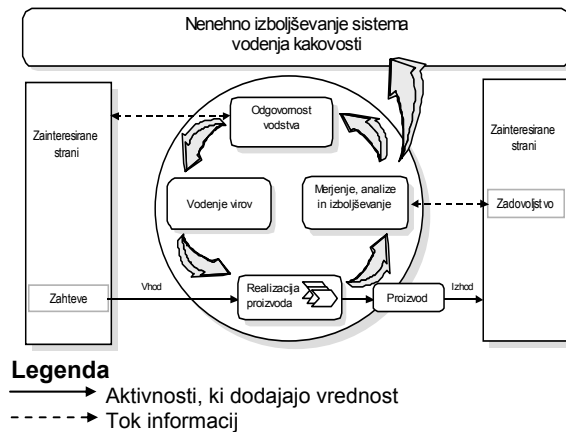 Nenehno izboljševanje sistema
vodenja kakovosti
Zainteresirane
strani
Odgovornost
vodstva
Zainteresirane
strani
Vodenje virov
Merjenje, analize
in izboljševanje
Zadovoljstvo
Zahteve
Vhod
Realizacija
proizvoda
Proizvod
Izhod
Legenda
Aktivnosti, ki dodajajo vrednost
Tok informacij